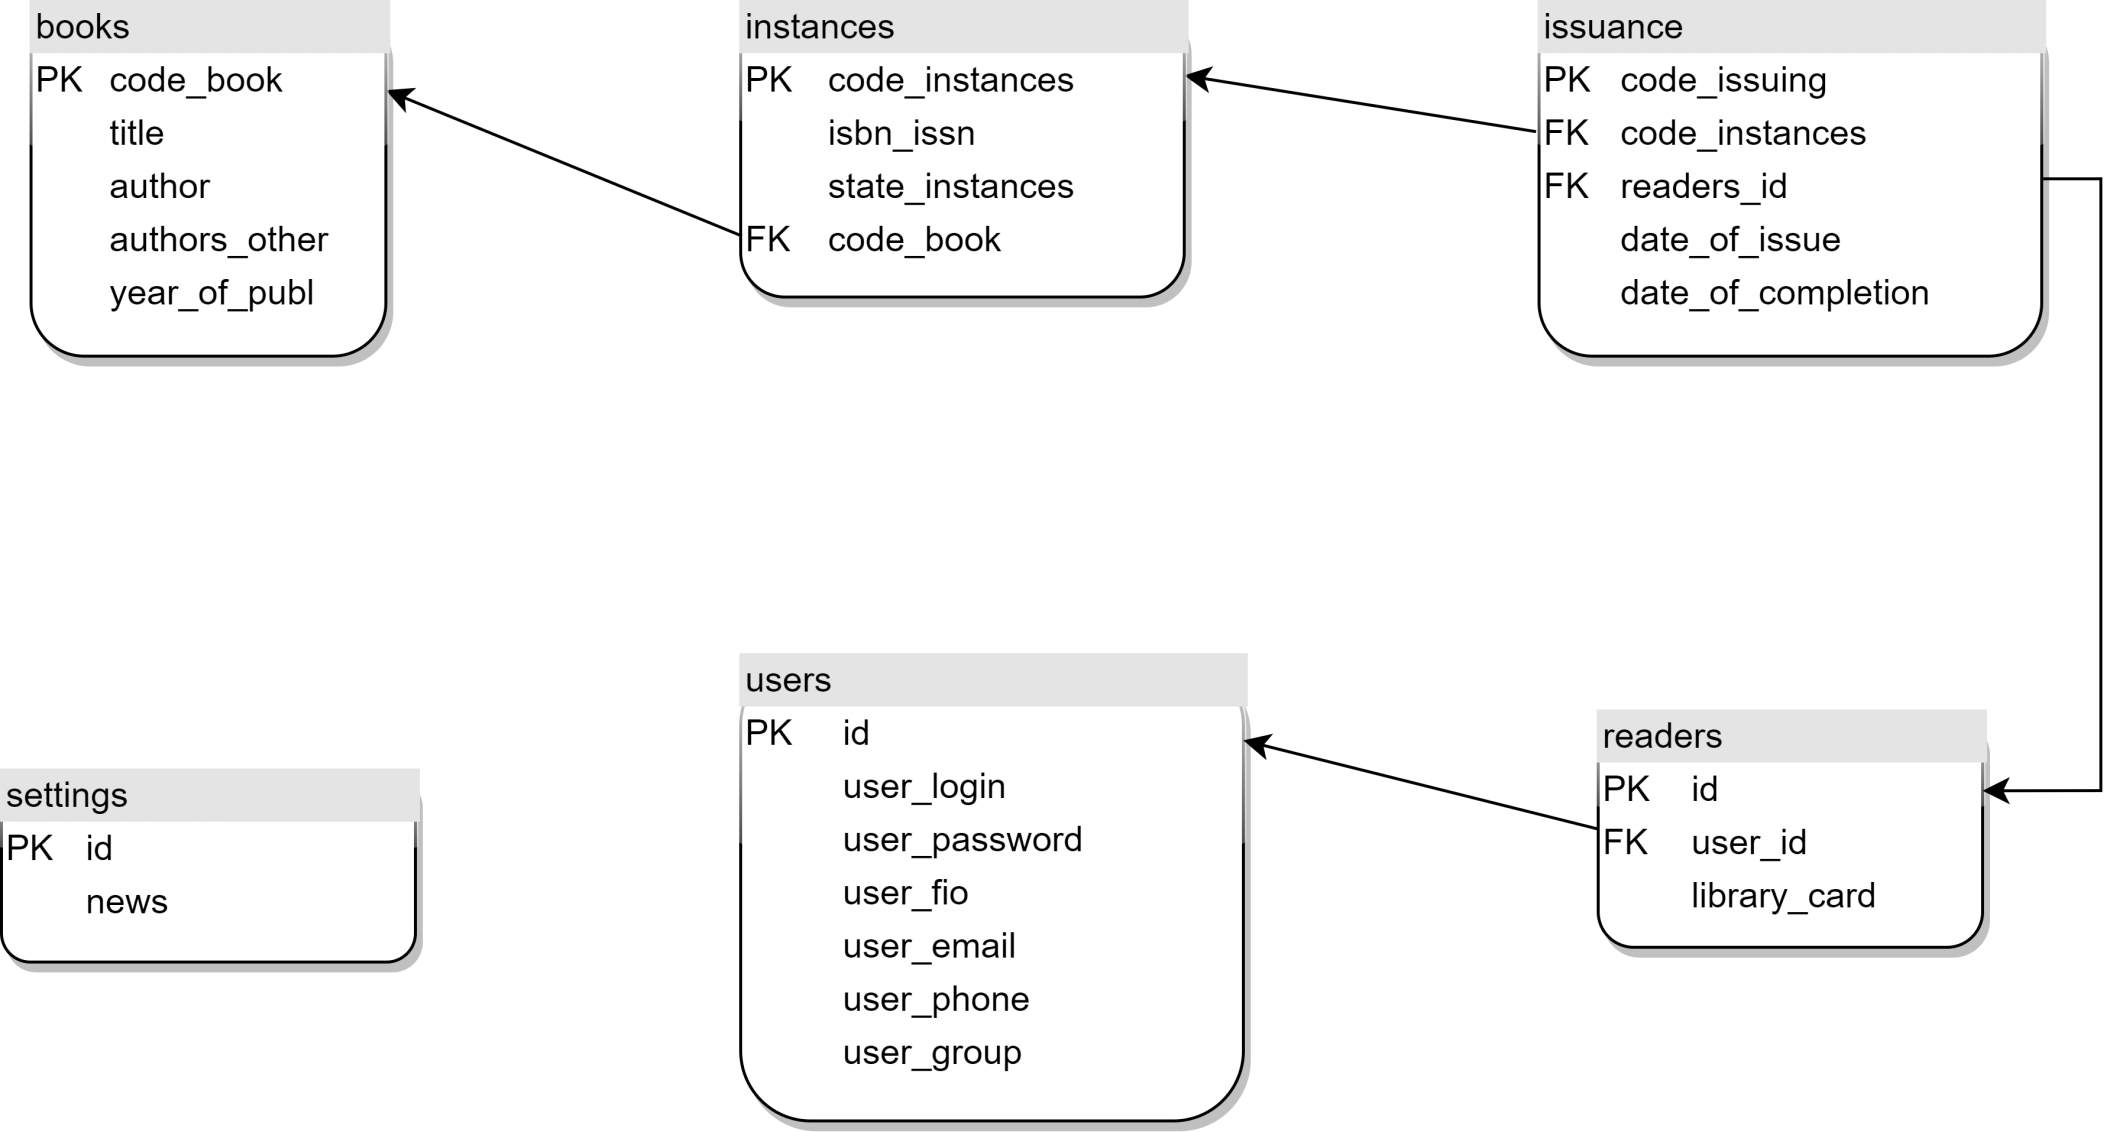 books
PK code_book
title
author
authors_other
year_of_publ
instances
PK code_instances
isbn_issn
state_instances
FK code_book
issuance
PK code_issuing
FK code_instances
FK readers_id
date_of_issue
date_of_completion
settings
PK id
news
users
PK id
user_login
user_password
user_fio
user_email
user_phone
user_group
readers
PK id
FK user_id
library_card